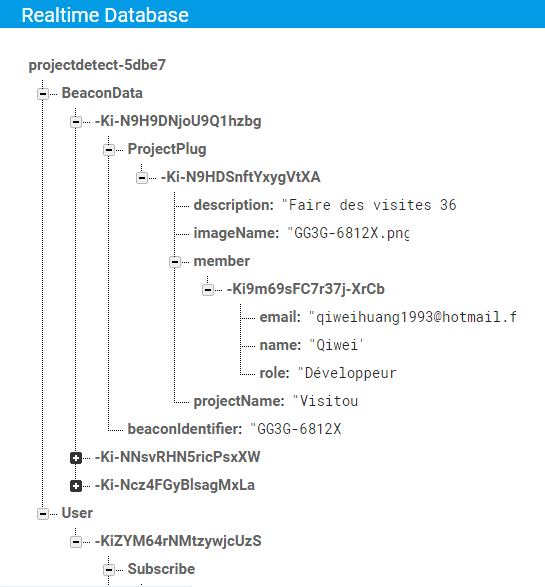 Realtime Database
projectdetect-5dbe7
BeaconData
-Ki-N9H9DNjoU9Q1hzbg
ProjectPlug
-Ki-N9HDSnftYxygVtXA
description: "Faire des visites 36
imageName: "GG3G-6812X.png
member
-Ki9m69sFC7r37j-XrCb
email: "qiweihuang1993@hotmail.f
name: "Qiwei'
role: "Développeur
projectName: "Visitou
beaconIdentifier: "GG3G-6812X
-Ki-NNsvRHN5ricPsxXW
-Ki-Ncz4FGyBlsagMxLa
User
-KiZYM64rNMtzywjcUzS
Subscribe